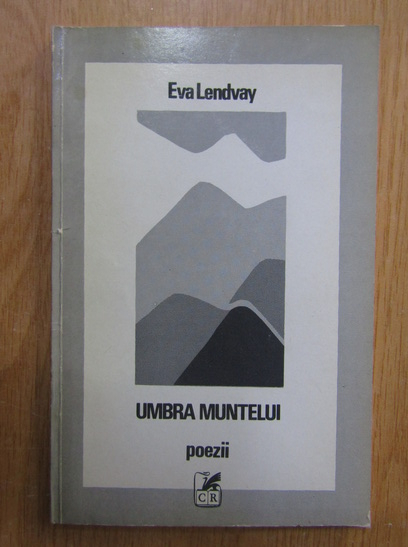 Eva Lendvay
UMBRA MUNTELUI
poezii
CR